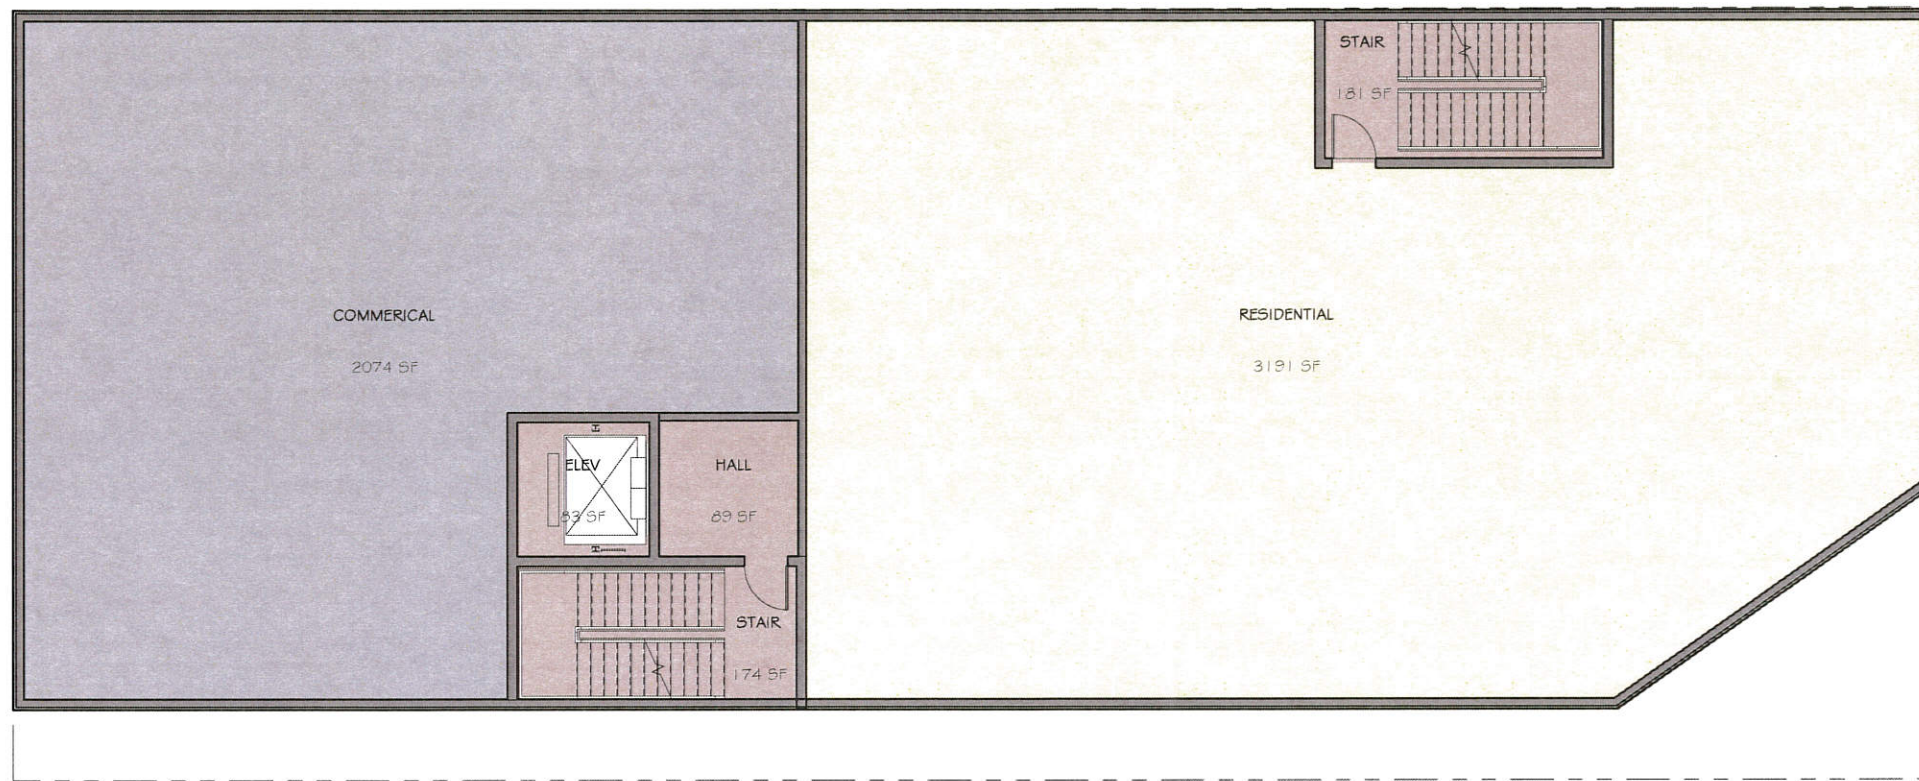 STAIR
181 SF
COMMERICAL
2074 SF
RESIDENTIAL
3191 SF
ELEV
83 SF
HALL
89 SF
STAIR
174 SF